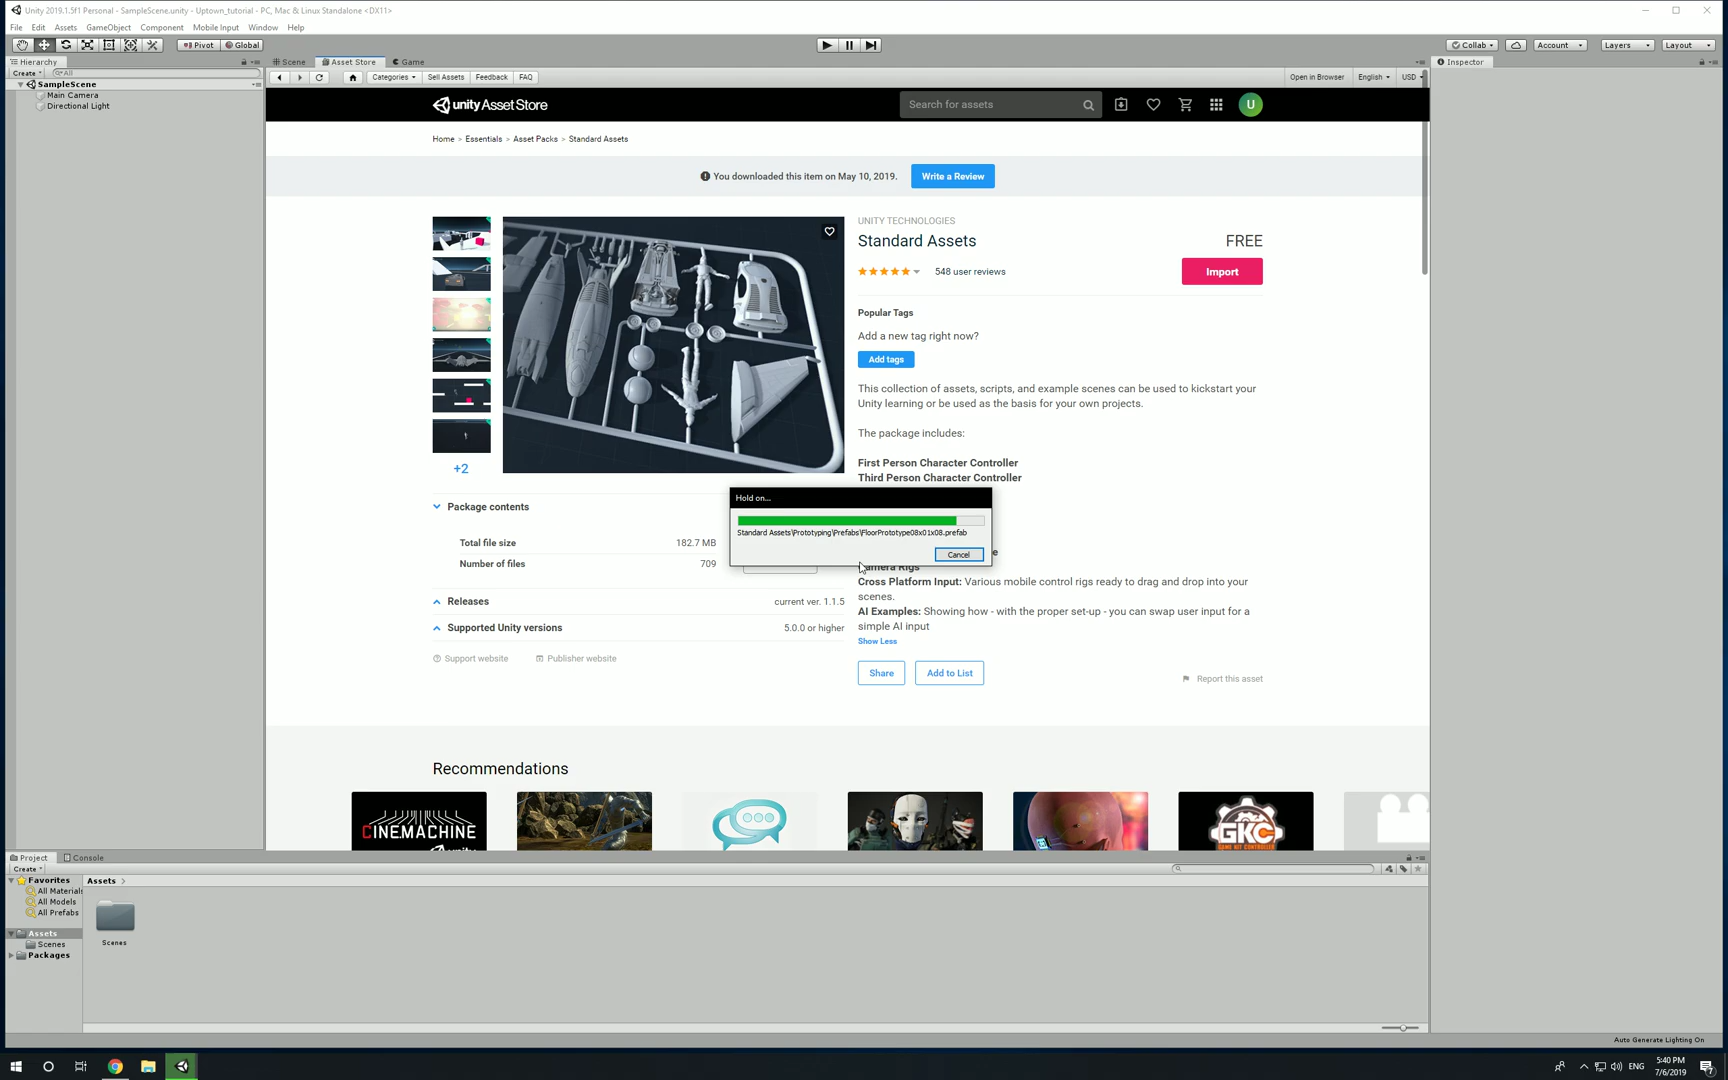 Unity 2019.1.5f1 Personal - SampleScene.unity - Uptown_tutorial - PC, Mac & Linux Standalone <DX11>
File Edit Assets GameObject Component Mobile Input Window Help
Pivot Global Collab Account Layers Layout
Hierarchy Scene Asset Store Game Inspector
Create All Categories Sell Assets Feedback FAQ Open in Browser English USD
SampleScene
Main Camera
Directional Light
unity Asset Store Search for assets U
Home > Essentials > Asset Packs > Standard Assets
You downloaded this item on May 10, 2019. Write a Review
UNITY TECHNOLOGIES
Standard Assets FREE
548 user reviews Import
Popular Tags
Add a new tag right now?
Add tags
This collection of assets, scripts, and example scenes can be used to kickstart your
Unity learning or be used as the basis for your own projects.
The package includes:
First Person Character Controller
Third Person Character Controller
+2
Hold on...
Standard Assets\Prototyping\Prefabs\FloorPrototype08x01x08.prefab
Cancel
Package contents
Total file size 182.7 MB
Number of files 709
Releases current ver. 1.1.5
Supported Unity versions 5.0.0 or higher
Support website Publisher website
e
Camera Rigs
Cross Platform Input: Various mobile control rigs ready to drag and drop into your
scenes.
AI Examples: Showing how - with the proper set-up - you can swap user input for a
simple AI input
Show Less
Share Add to List Report this asset
Recommendations
CINEMACHINE
GKC
GAME KIT CONTROLLER
Project Console
Create
Favorites Assets >
All Material
All Models
All Prefabs
Assets
Scenes
Packages
Scenes
Auto Generate Lighting On
ENG
5:40 PM
7/6/2019
7